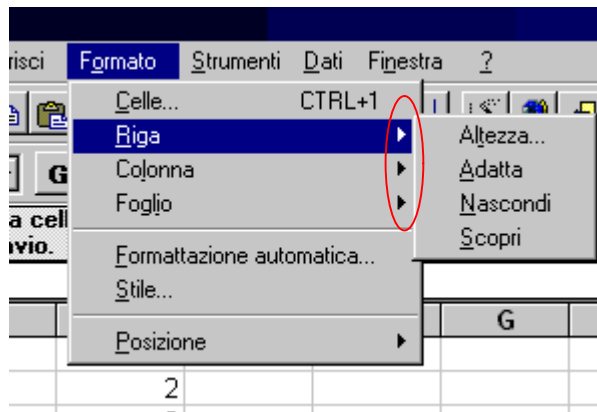 risci Formato Strumenti Dati Finestra ?
Celle... CTRL+1
Riga
Colonna
Foglio
Formattazione automatica...
Stile...
Posizione
Altezza...
Adatta
Nascondi
Scopri
G
a cell
avio.
G
2